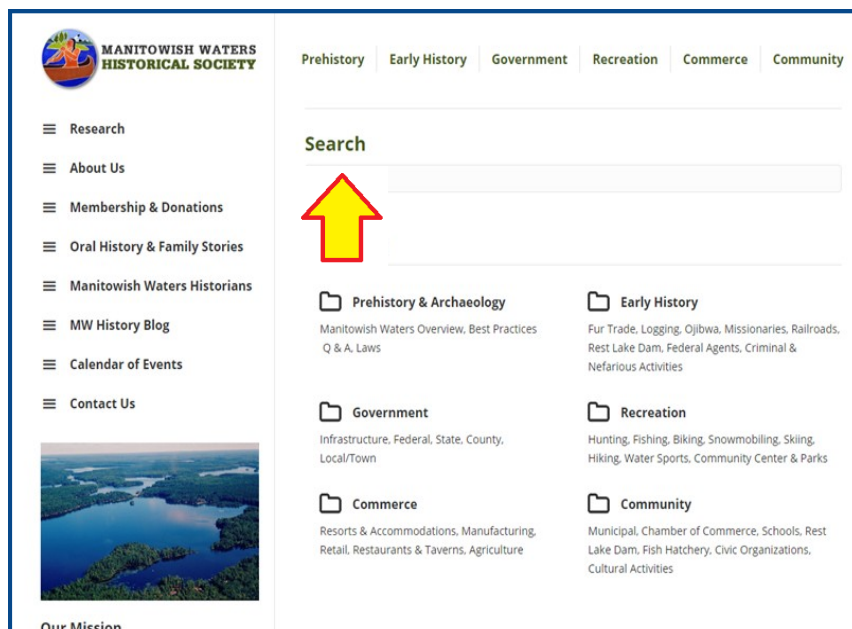 MANITOWISH WATERS
HISTORICAL SOCIETY
Prehistory
Early History
Government
Recreation
Commerce
Community
Research
About Us
Membership & Donations
Oral History & Family Stories
Manitowish Waters Historians
MW History Blog
Calendar of Events
Contact Us
Our Mission
Search
Prehistory & Archaeology
Manitowish Waters Overview, Best Practices
Q & A, Laws
Early History
Fur Trade, Logging, Ojibwa, Missionaries, Railroads,
Rest Lake Dam, Federal Agents, Criminal &
Nefarious Activities
Government
Infrastructure, Federal, State, County,
Local/Town
Recreation
Hunting, Fishing, Biking, Snowmobiling, Skiing,
Hiking, Water Sports, Community Center & Parks
Commerce
Resorts & Accommodations, Manufacturing,
Retail, Restaurants & Taverns, Agriculture
Community
Municipal, Chamber of Commerce, Schools, Rest
Lake Dam, Fish Hatchery, Civic Organizations,
Cultural Activities